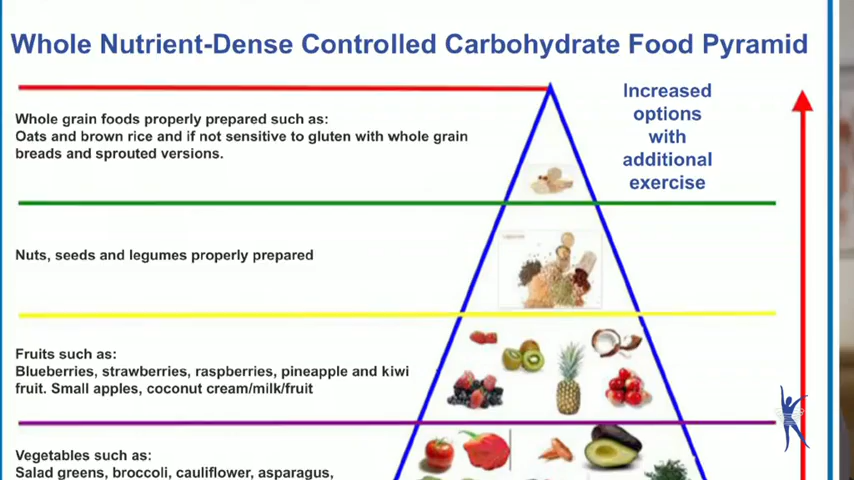 Whole Nutrient-Dense Controlled Carbohydrate Food Pyramid
Increased
options
with
additional
exercise
Whole grain foods properly prepared such as:
Oats and brown rice and if not sensitive to gluten with whole grain
breads and sprouted versions.
Nuts, seeds and legumes properly prepared
Fruits such as:
Blueberries, strawberries, raspberries, pineapple and kiwi
fruit. Small apples, coconut cream/milk/fruit
Vegetables such as:
Salad greens, broccoli, cauliflower, asparagus,